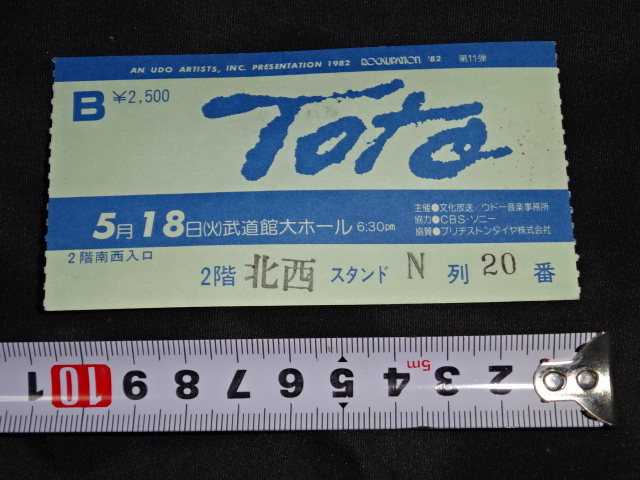 AN UDO ARTISTS, INC. PRESENTATION 1982 ROCKUPATION '82 第11弾
B ¥2,500
Toto
主催●文化放送／ウドー音楽事務所
協力●CBS・ソニー
協賛●ブリヂストンタイヤ株式会社
5月18日(火)武道館大ホール 6:30pm
2階南西入口
2階 北西 スタンド N 列 20 番
1 10 9 8 7 6 5 4 3 2 1
5m